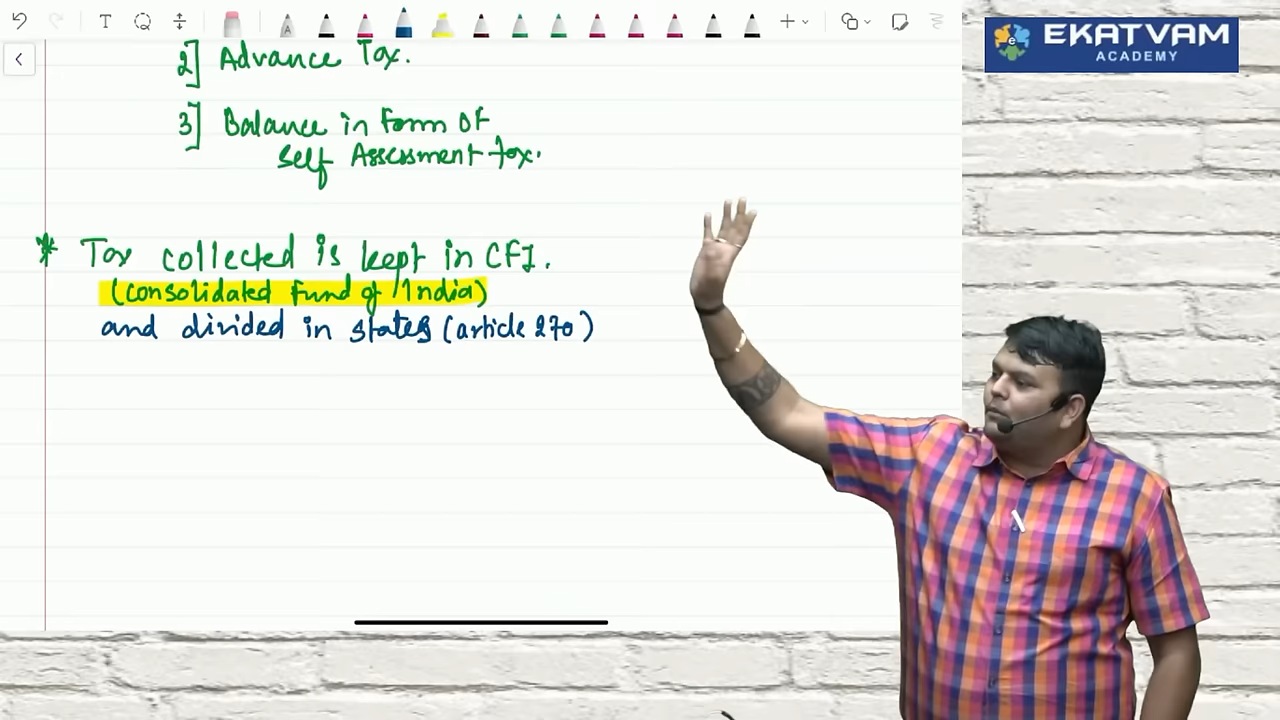 EKATVAM
ACADEMY
2] Advance Tax.
3] Balance in form of
self Assessment tax.
* Tax collected is kept in CFI.
(consolidated fund of India)
and divided in states (article 270)